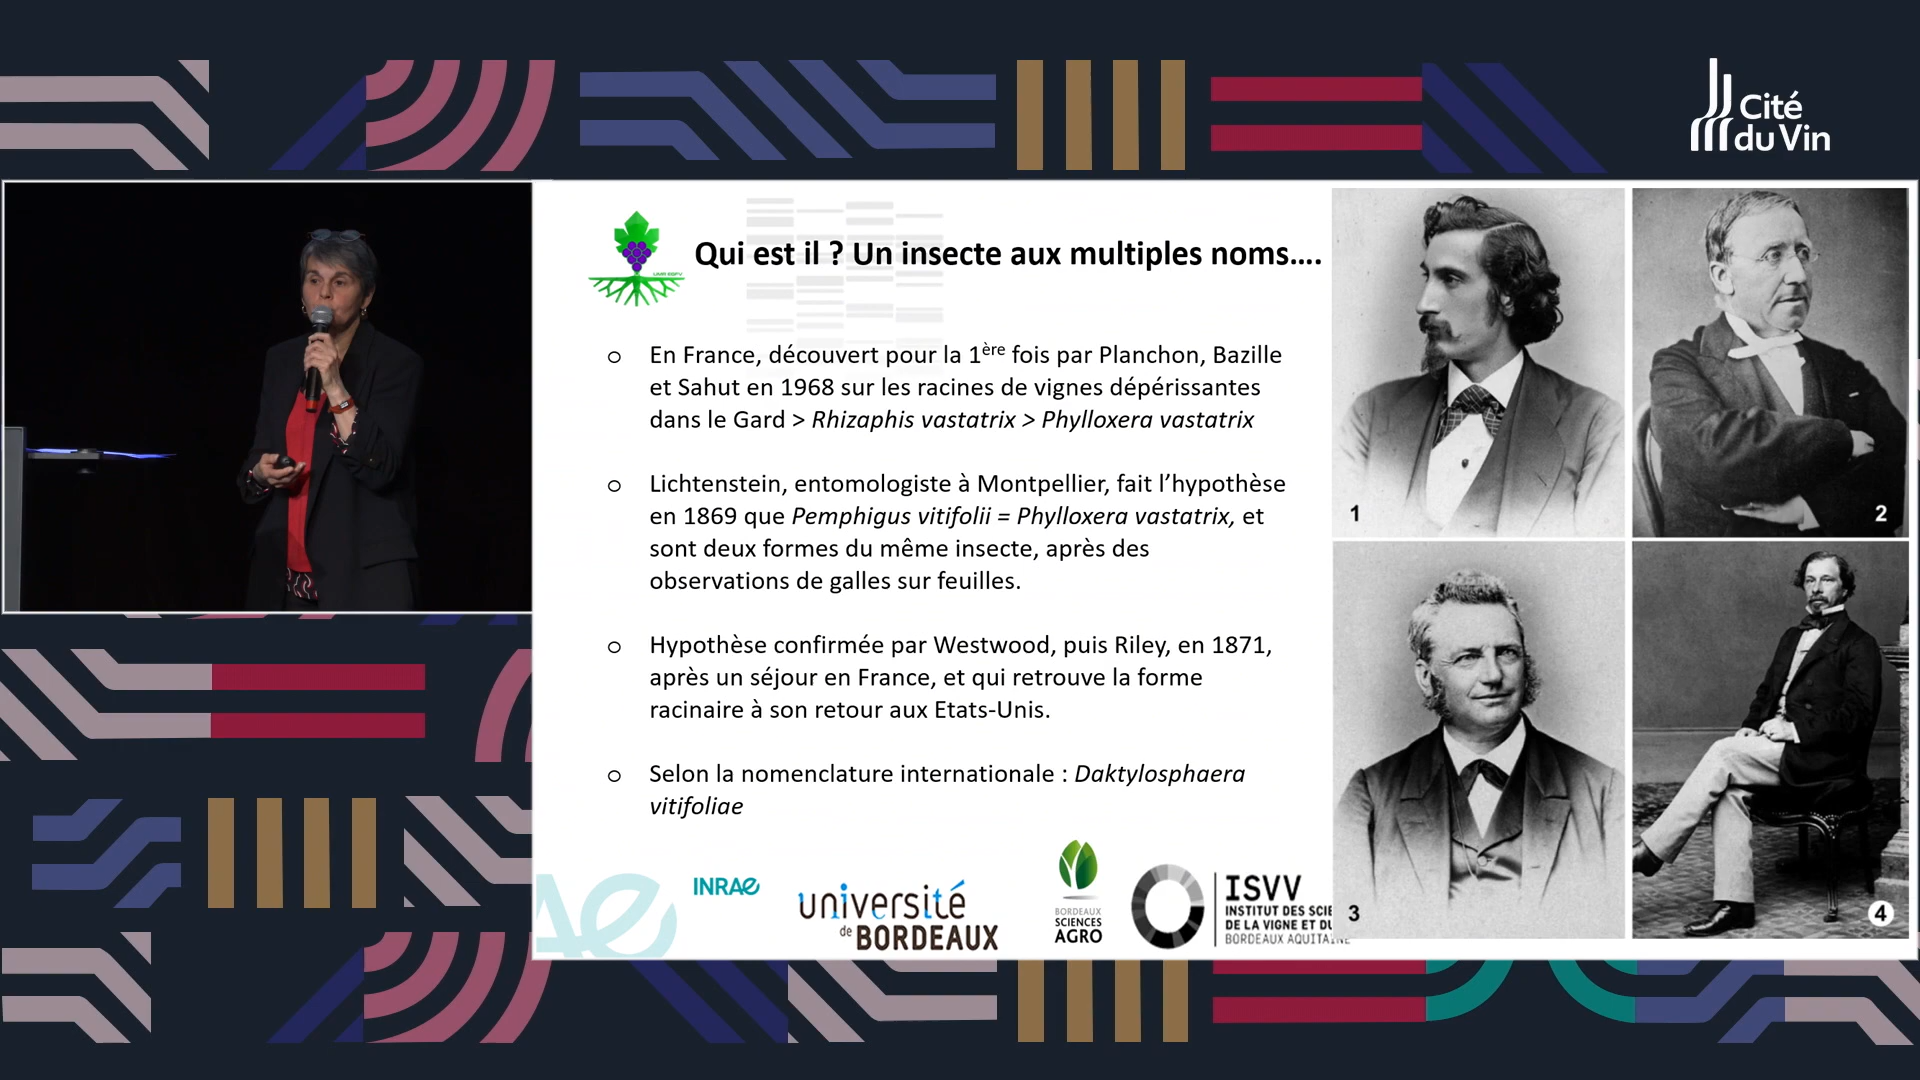 Cité
du Vin
Qui est il ? Un insecte aux multiples noms....
o En France, découvert pour la 1ère fois par Planchon, Bazille
et Sahut en 1968 sur les racines de vignes dépérissantes
dans le Gard > Rhizaphis vastatrix > Phylloxera vastatrix
o Lichtenstein, entomologiste à Montpellier, fait l’hypothèse
en 1869 que Pemphigus vitifolii = Phylloxera vastatrix, et
sont deux formes du même insecte, après des
observations de galles sur feuilles.
o Hypothèse confirmée par Westwood, puis Riley, en 1871,
après un séjour en France, et qui retrouve la forme
racinaire à son retour aux Etats-Unis.
o Selon la nomenclature internationale : Daktylosphaera
vitifoliae
1
2
3
4
INRAE
université
de BORDEAUX
BORDEAUX
SCIENCES
AGRO
ISVV
INSTITUT DES SCIE
DE LA VIGNE ET DU
BORDEAUX AQUITAINE